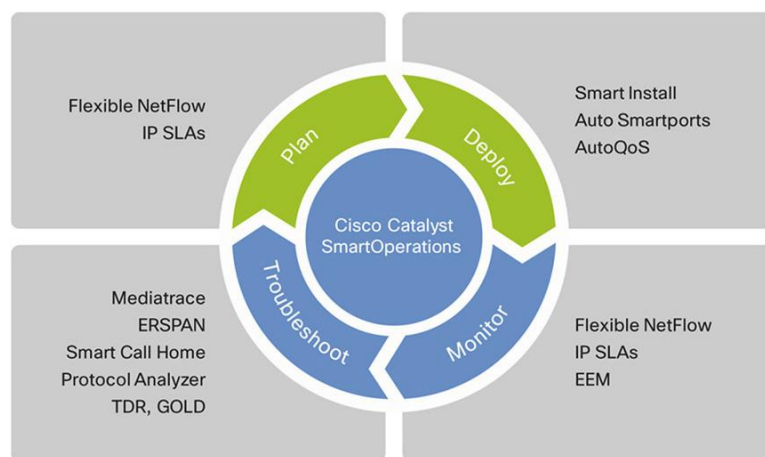 Flexible NetFlow
IP SLAs
Plan
Deploy
Smart Install
Auto Smartports
AutoQoS
Cisco Catalyst
SmartOperations
Mediatrace
ERSPAN
Smart Call Home
Protocol Analyzer
TDR, GOLD
Troubleshoot
Monitor
Flexible NetFlow
IP SLAs
EEM